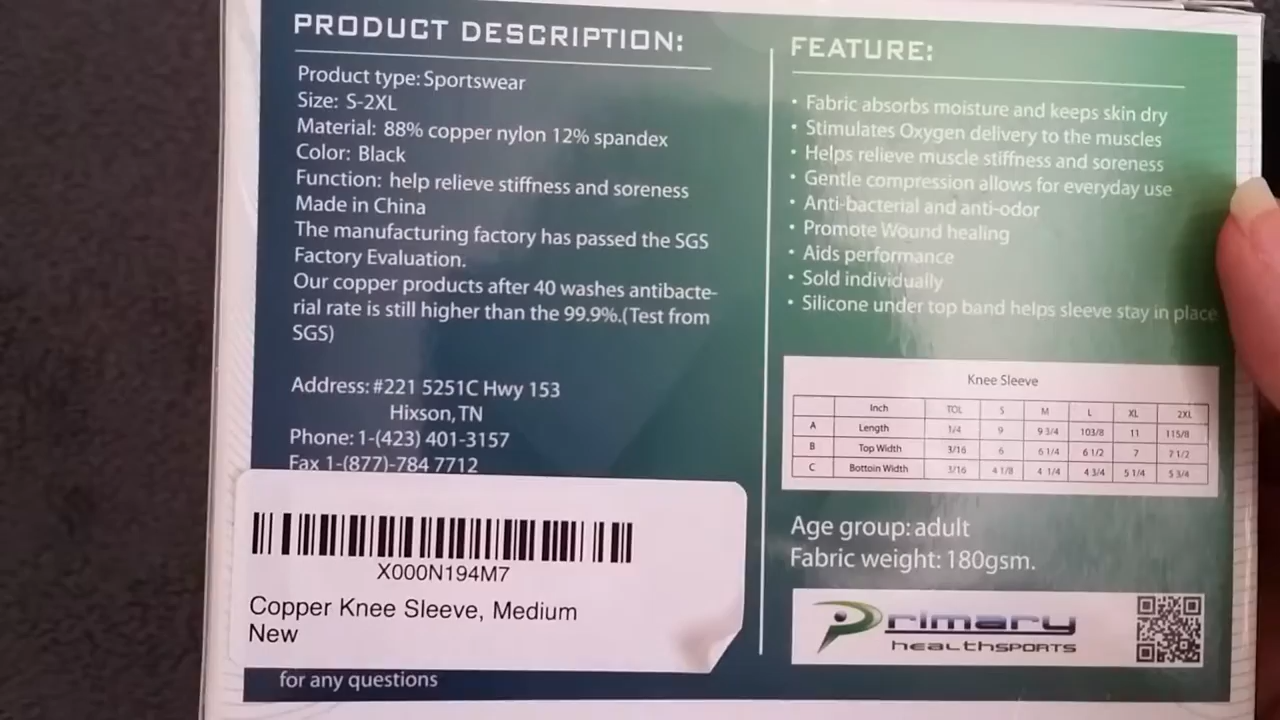 PRODUCT DESCRIPTION:
Product type: Sportswear
Size: S-2XL
Material: 88% copper nylon 12% spandex
Color: Black
Function: help relieve stiffness and soreness
Made in China
The manufacturing factory has passed the SGS
Factory Evaluation.
Our copper products after 40 washes antibacte-
rial rate is still higher than the 99.9%.(Test from
SGS)
Address: #221 5251C Hwy 153
Hixson, TN
Phone: 1-(423) 401-3157
Fax 1-(877)-784 7712
X000N194M7
Copper Knee Sleeve, Medium
New
for any questions
FEATURE:
• Fabric absorbs moisture and keeps skin dry
• Stimulates Oxygen delivery to the muscles
• Helps relieve muscle stiffness and soreness
• Gentle compression allows for everyday use
• Anti-bacterial and anti-odor
• Promote Wound healing
• Aids performance
• Sold individually
• Silicone under top band helps sleeve stay in place
Knee Sleeve
Inch TOL S M L XL 2XL
A Length 1/4 9 9 3/4 103/8 11 115/8
B Top Width 3/16 6 6 1/4 6 1/2 7 7 1/2
C Bottoin Width 3/16 4 1/8 4 1/4 4 3/4 5 1/4 5 3/4
Age group: adult
Fabric weight: 180gsm.
Primary
healthsports